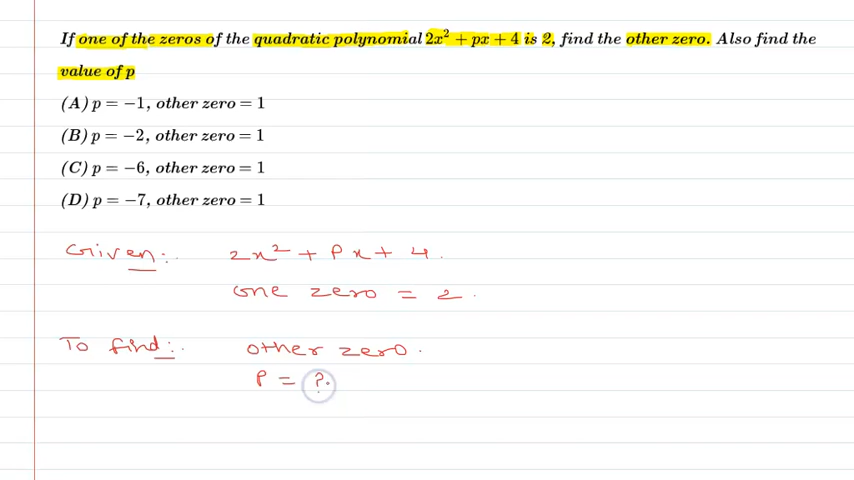 If one of the zeros of the quadratic polynomial 2x² + px + 4 is 2, find the other zero. Also find the
value of p
(A) p = −1, other zero = 1
(B) p = −2, other zero = 1
(C) p = −6, other zero = 1
(D) p = −7, other zero = 1
Given:. 2x² + Px + 4.
one zero = 2.
To find:. other zero.
P = ?.